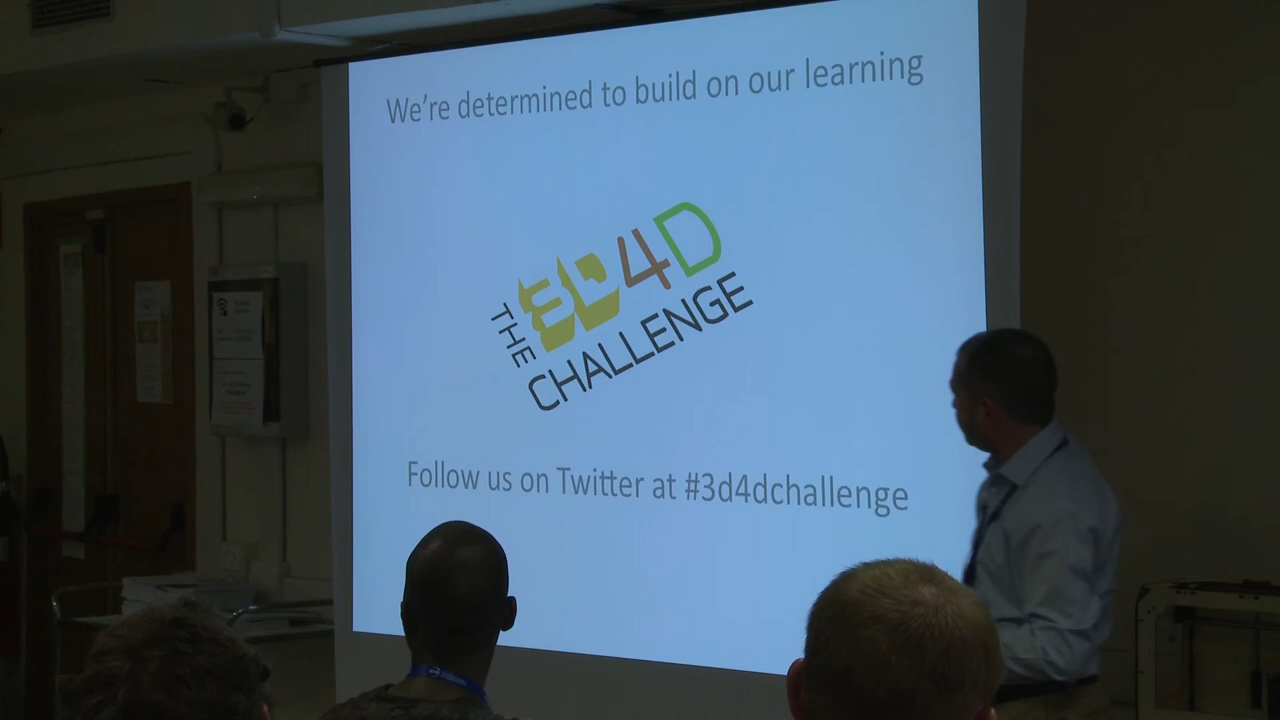 We're determined to build on our learning
THE 3D4D
CHALLENGE
Follow us on Twitter at #3d4dchallenge